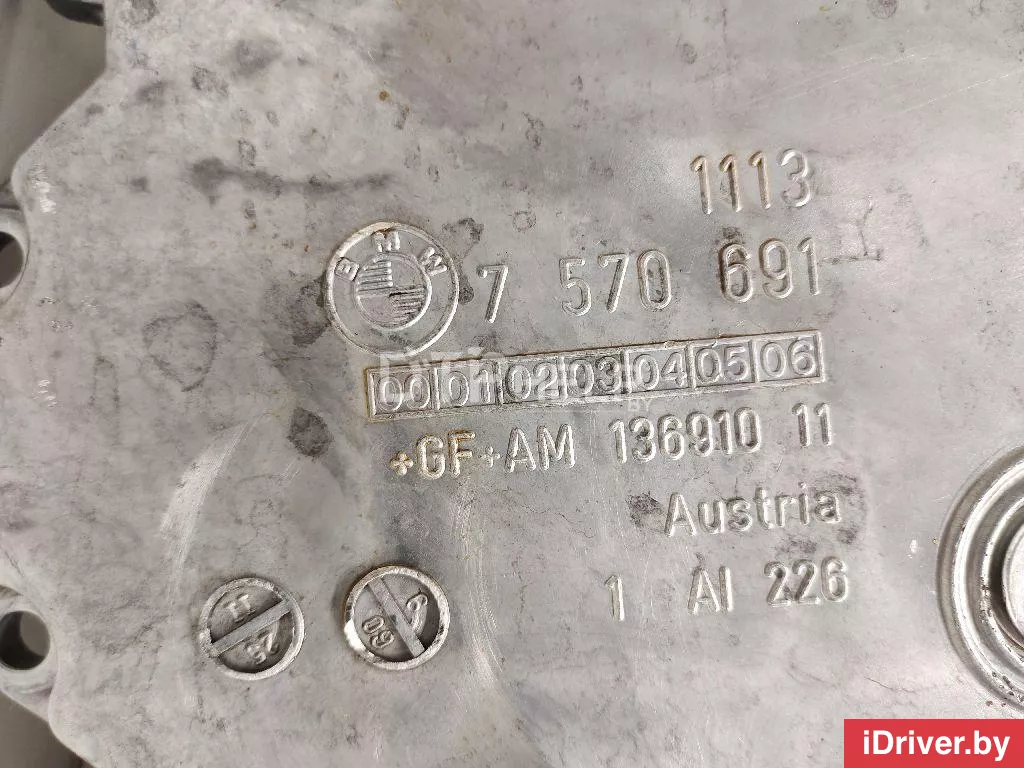 1113
BMW 7 570 691
00 01 02 03 04 05 06
+GF+AM 136910 11
Austria
1 AI 226
iDriver.by